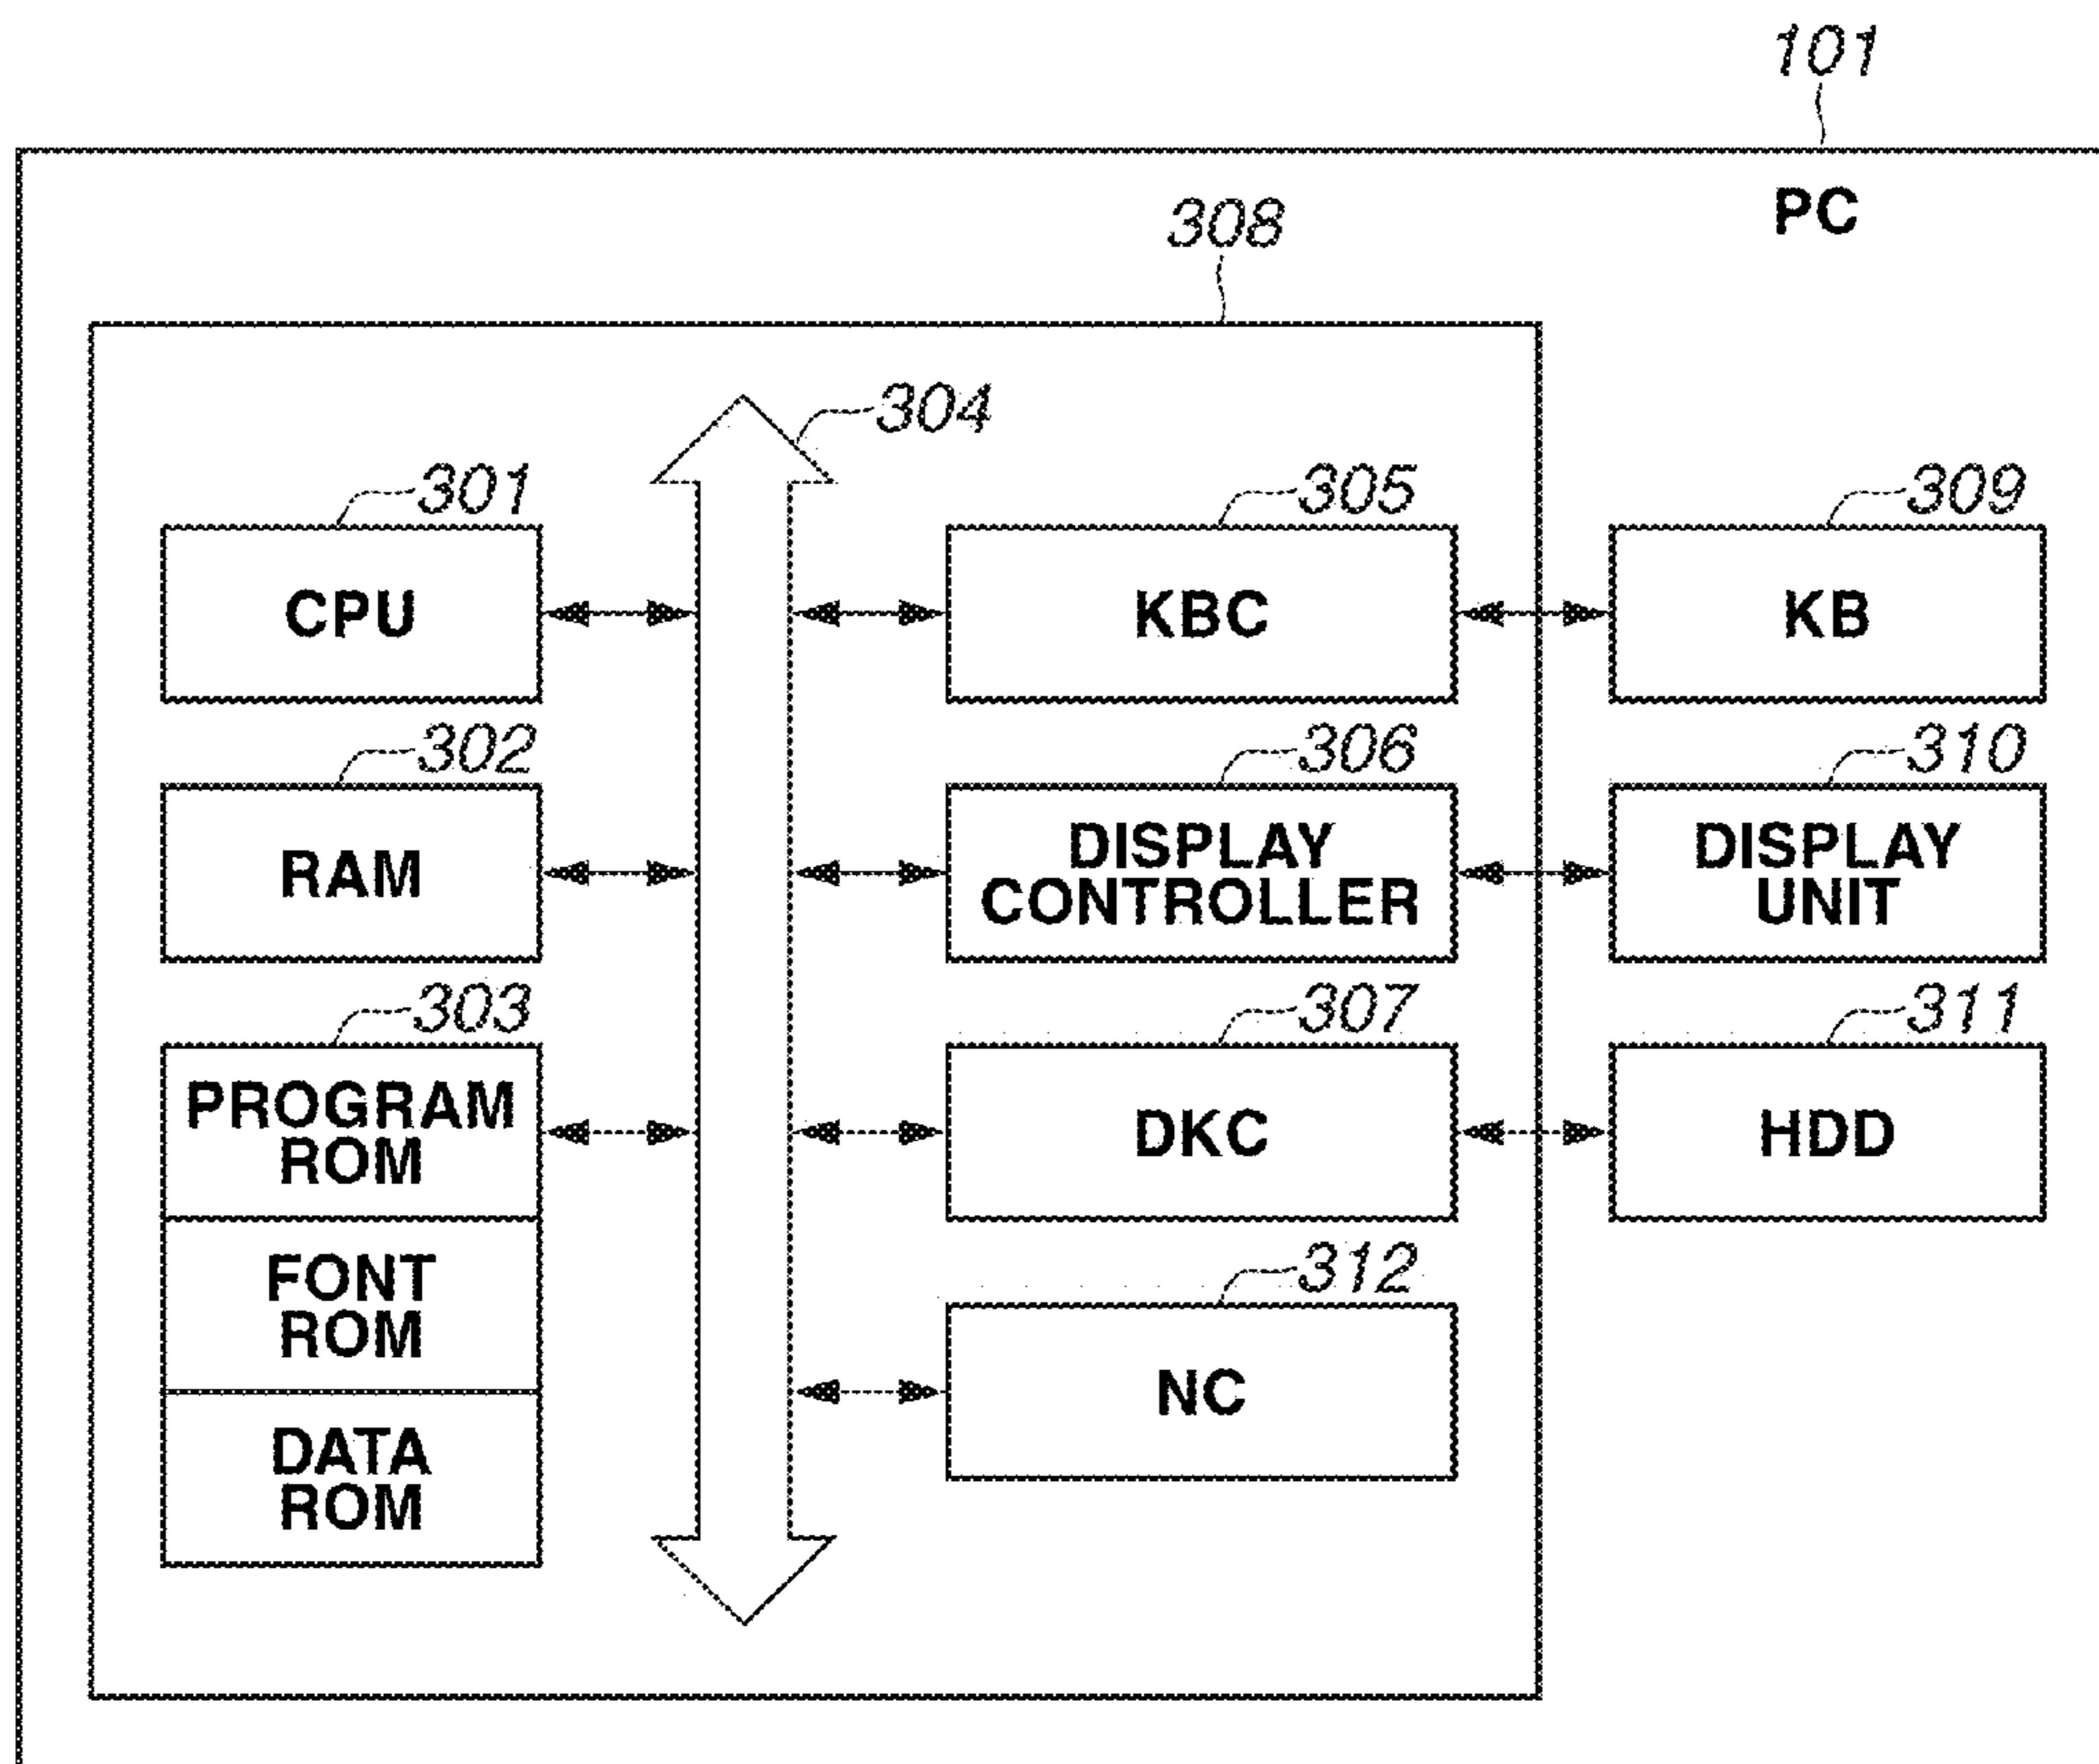 101
PC
308
304
301
305
309
CPU
KBC
KB
302
306
310
RAM
DISPLAY
CONTROLLER
DISPLAY
UNIT
303
307
311
PROGRAM
ROM
DKC
HDD
FONT
ROM
312
NC
DATA
ROM